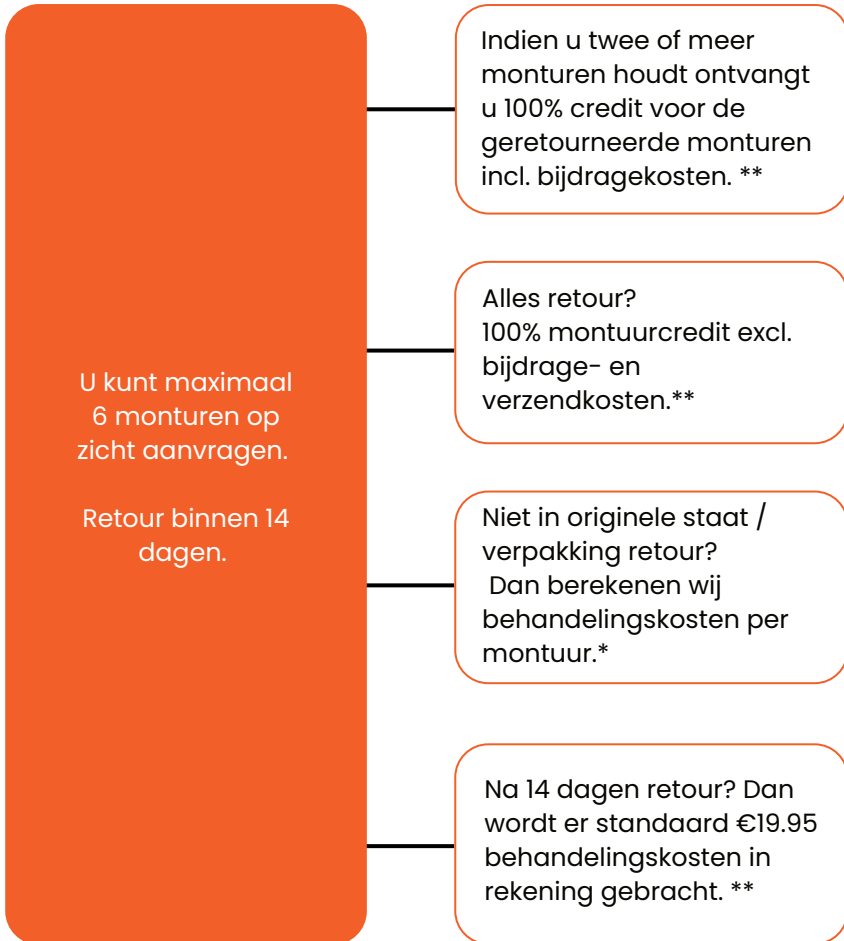 U kunt maximaal
6 monturen op
zicht aanvragen.
Retour binnen 14
dagen.
Indien u twee of meer
monturen houdt ontvangt
u 100% credit voor de
geretourneerde monturen
incl. bijdragekosten. **
Alles retour?
100% montuurcredit excl.
bijdrage- en
verzendkosten.**
Niet in originele staat /
verpakking retour?
Dan berekenen wij
behandelingskosten per
montuur.*
Na 14 dagen retour? Dan
wordt er standaard €19.95
behandelingskosten in
rekening gebracht. **